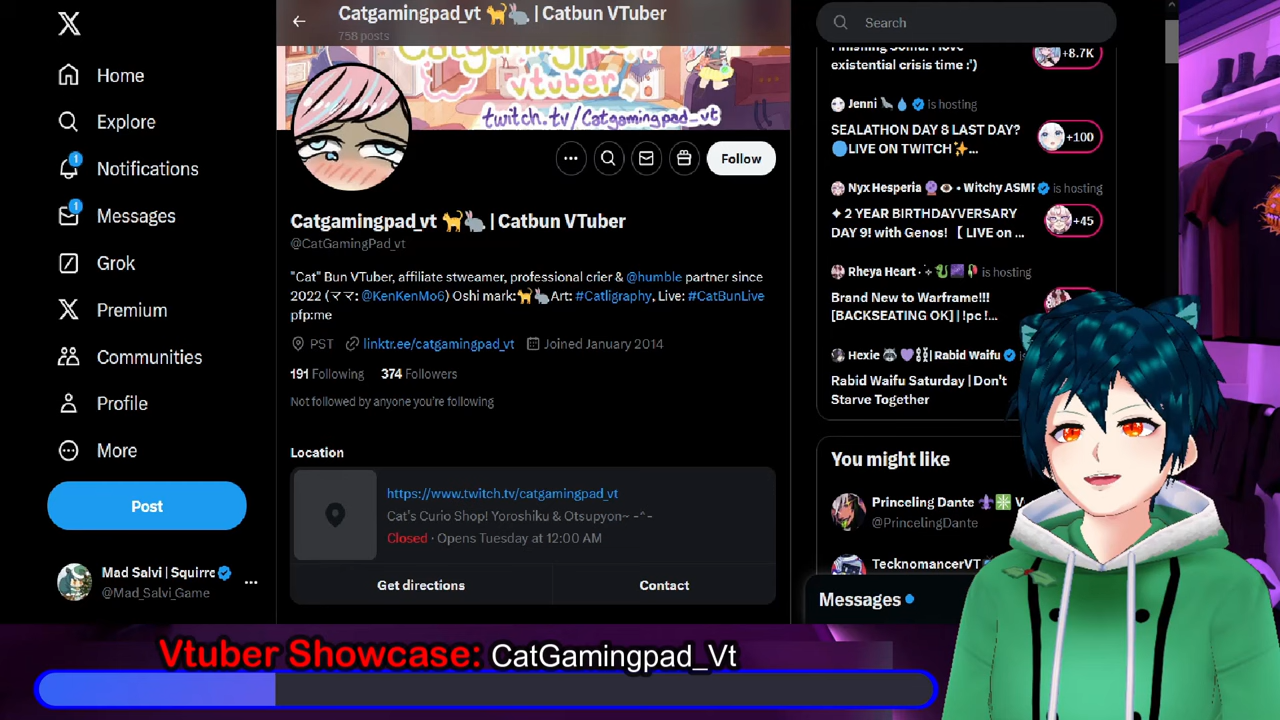 Catgamingpad_vt 🐈🐇 | Catbun VTuber
758 posts
Catgamingpad
vtuber
twitch.tv/Catgamingpad_vt
Follow
Catgamingpad_vt 🐈🐇 | Catbun VTuber
@CatGamingPad_vt
"Cat" Bun VTuber, affiliate stweamer, professional crier & @humble partner since
2022 (ママ: @KenKenMo6) Oshi mark:🐈🐇Art: #Catligraphy, Live: #CatBunLive
pfp:me
PST linktr.ee/catgamingpad_vt Joined January 2014
191 Following 374 Followers
Not followed by anyone you're following
Location
https://www.twitch.tv/catgamingpad_vt
Cat's Curio Shop! Yoroshiku & Otsupyon~ -^-
Closed · Opens Tuesday at 12:00 AM
Get directions
Contact
Home
Explore
1
Notifications
1
Messages
Grok
Premium
Communities
Profile
More
Post
Mad Salvi | Squirre
@Mad_Salvi_Game
Search
existential crisis time :')
+8.7K
Jenni is hosting
SEALATHON DAY 8 LAST DAY?
🔵LIVE ON TWITCH✨...
+100
Nyx Hesperia 🔮👁 • Witchy ASMR is hosting
✦ 2 YEAR BIRTHDAYVERSARY
DAY 9! with Genos! [ LIVE on ...
+45
Rheya Heart is hosting
Brand New to Warframe!!!
[BACKSEATING OK] | !pc !...
Hexie 🦝💜⛓| Rabid Waifu
Rabid Waifu Saturday | Don't
Starve Together
You might like
Princeling Dante ⚜✳ V
@PrincelingDante
TecknomancerVT
Messages
Vtuber Showcase: CatGamingpad_Vt